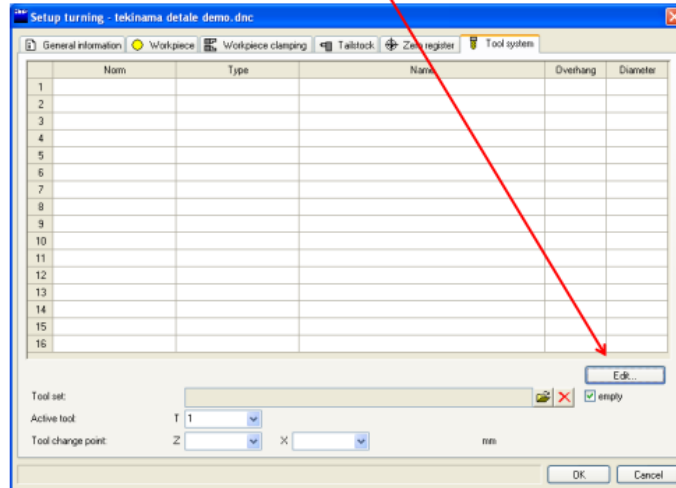 Setup turning - tekinama detale demo.dnc
General information Workpiece Workpiece clamping Tailstock Zero register Tool system
Norm Type Name Overhang Diameter
1
2
3
4
5
6
7
8
9
10
11
12
13
14
15
16
Edit...
Tool set: empty
Active tool: T 1
Tool change point: Z X mm
OK Cancel